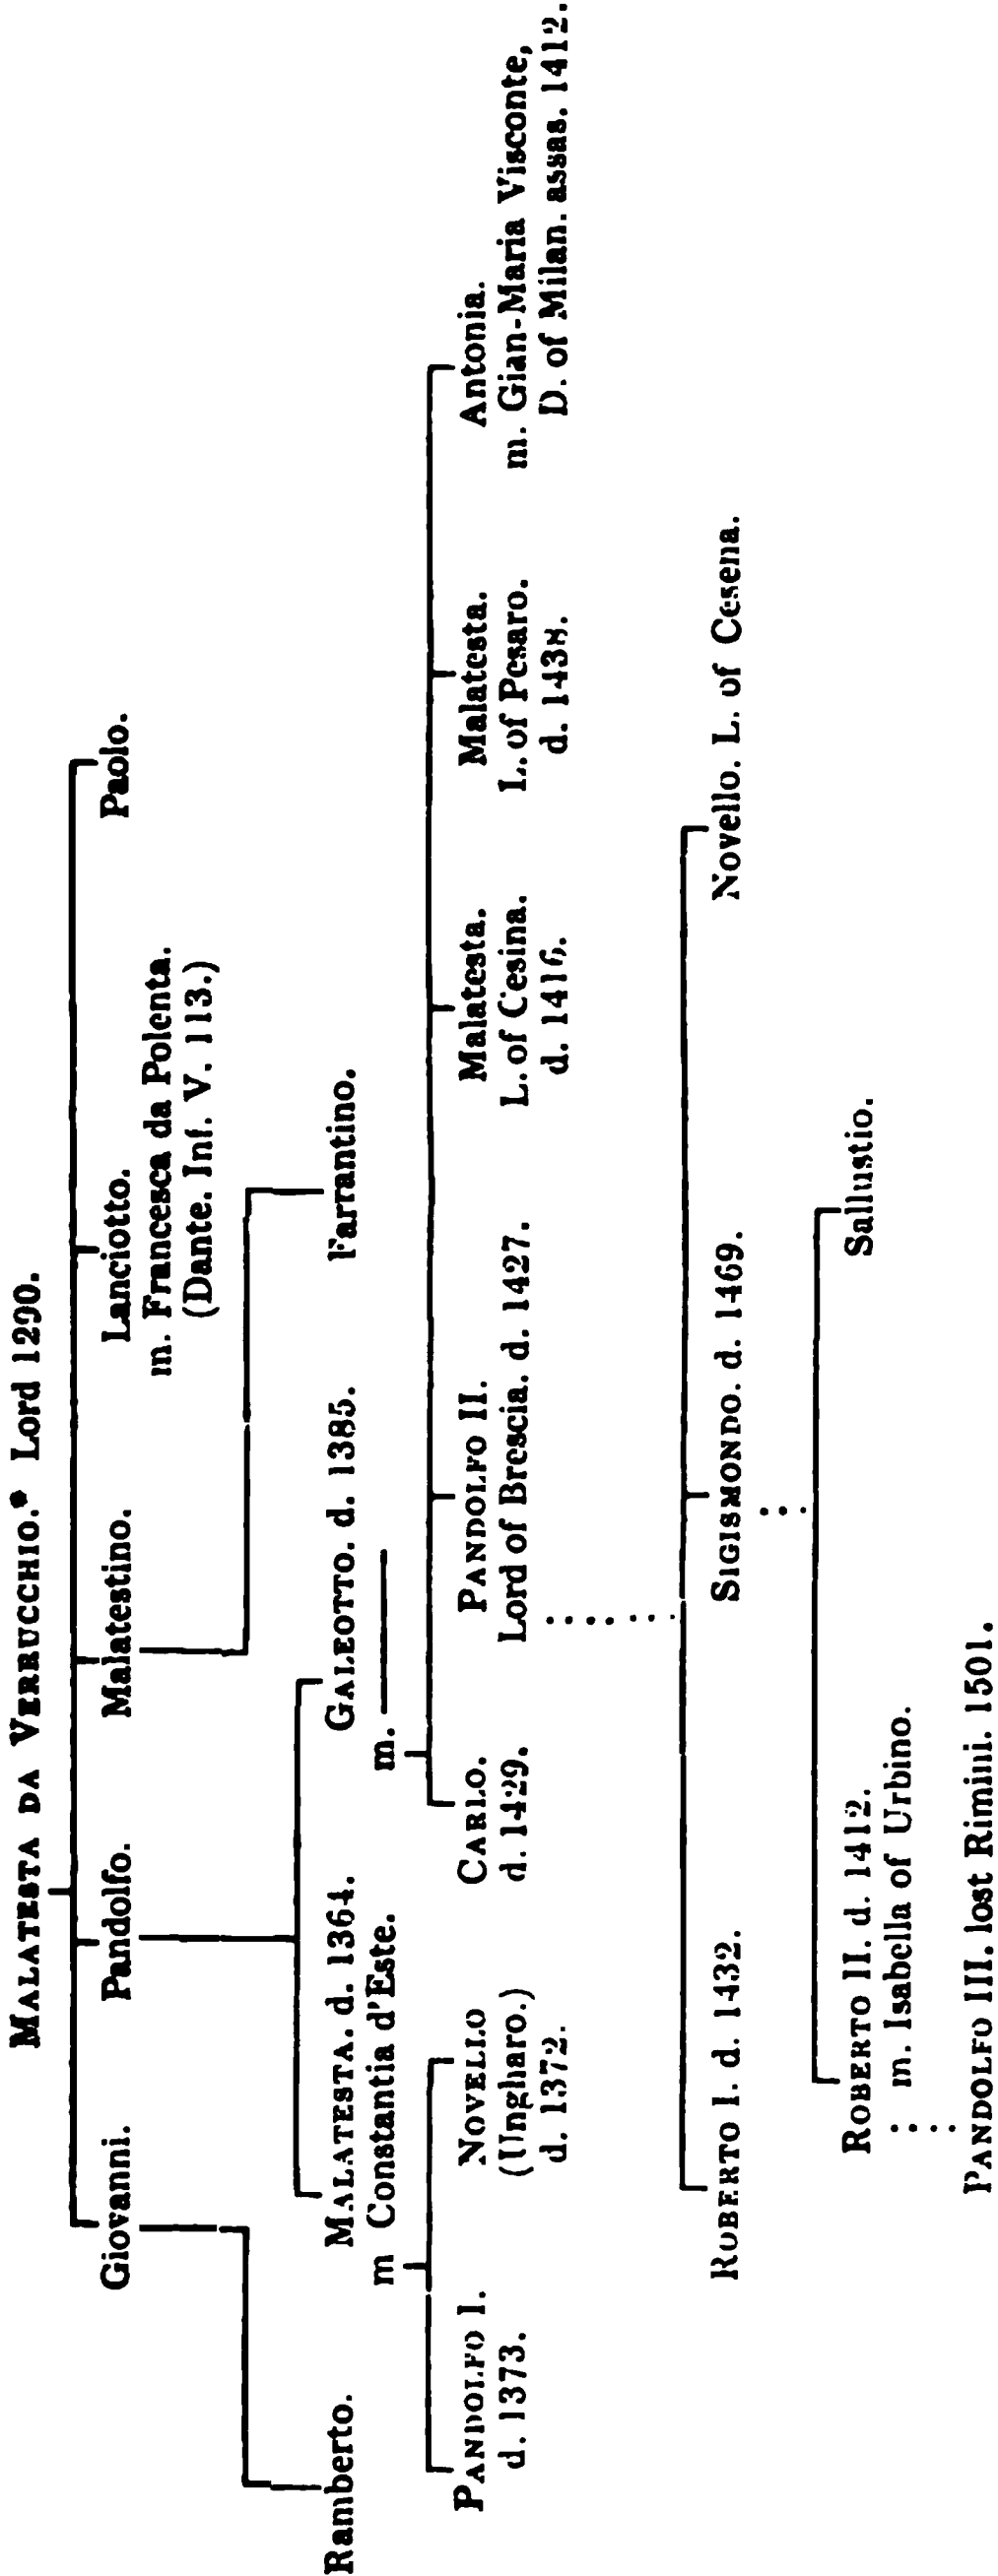 MALATESTA DA VERRUCCHIO.* Lord 1290.
Giovanni. Pandolfo. Malatestino. Lanciotto. Paolo.
m. Francesca da Polenta.
(Dante. Inf. V. 113.)
Ramberto. MALATESTA. d. 1364. GALEOTTO. d. 1385. Farrantino.
m Constantia d'Este. m.
PANDOLFO I. NOVELLO CARLO. PANDOLFO II. Malatesta. Malatesta. Antonia.
d. 1373. (Ungharo.) d. 1429. Lord of Brescia. d. 1427. L. of Cesina. L. of Pesaro. m. Gian-Maria Visconte,
d. 1372. d. 1416. d. 1438. D. of Milan. assas. 1412.
ROBERTO I. d. 1432. SIGISMONDO. d. 1469. Novello. L. of Cesena.
ROBERTO II. d. 1412. Sallustio.
m. Isabella of Urbino.
PANDOLFO III. lost Rimini. 1501.